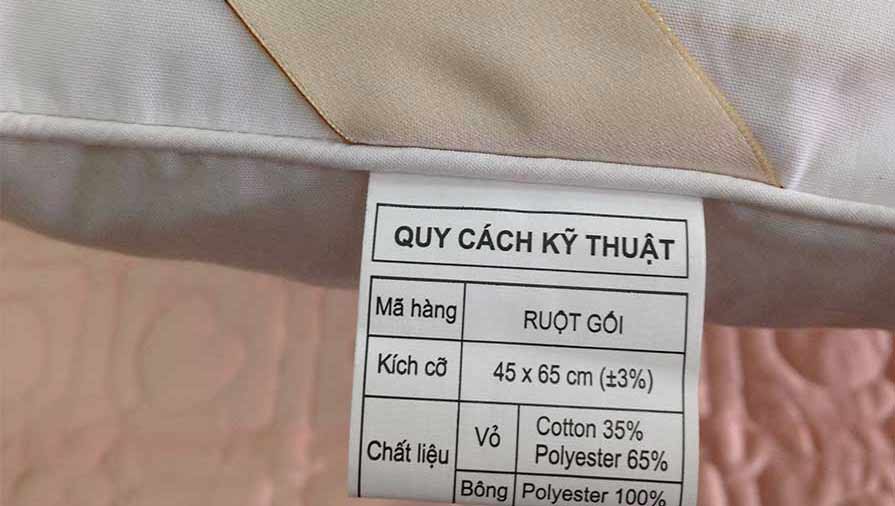 QUY CÁCH KỸ THUẬT
Mã hàng RUỘT GỐI
Kích cỡ 45 x 65 cm (±3%)
Chất liệu Vỏ Cotton 35%
Polyester 65%
Bông Polyester 100%